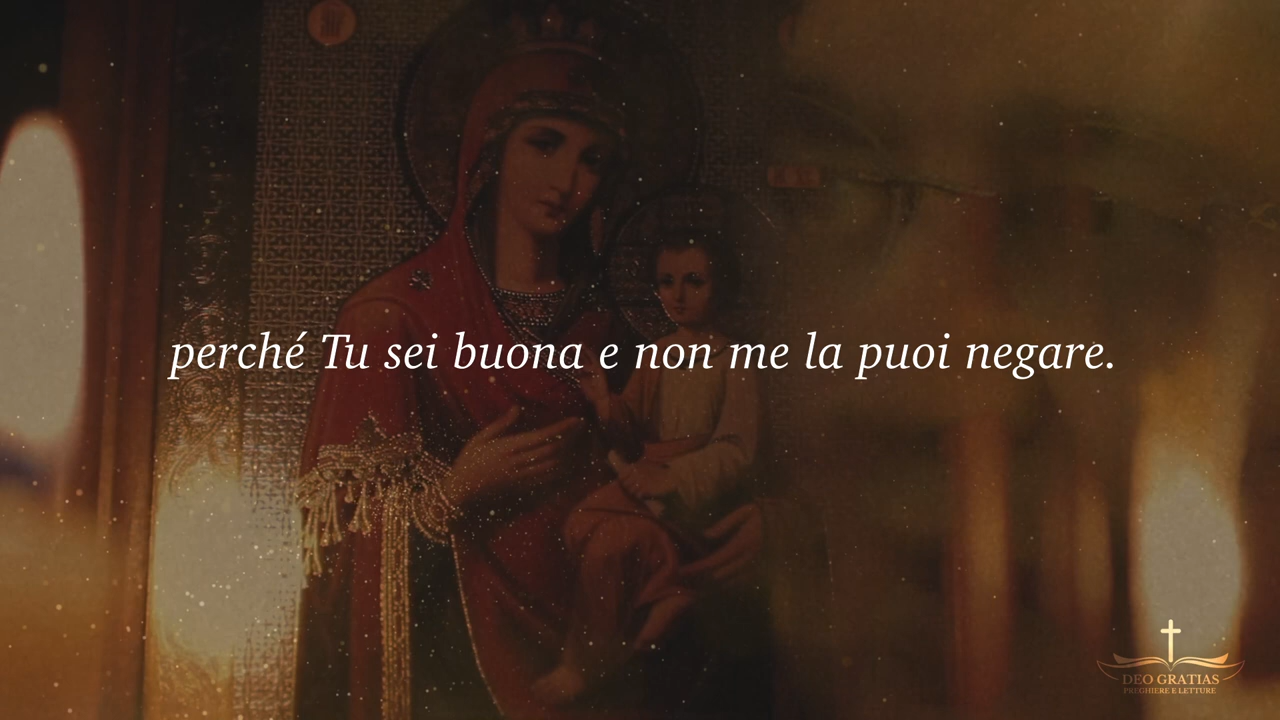 perché Tu sei buona e non me la puoi negare.
DEO GRATIAS
PREGHIERE E LETTURE